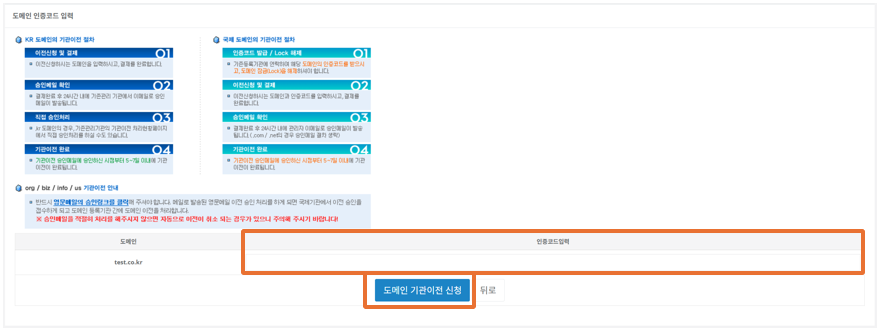 도메인 인증코드 입력
KR 도메인의 기관이전 절차
이전신청 및 결제 01
이전신청하시는 도메인을 입력하시고, 결제를 완료합니다.
승인메일 확인 02
결제완료 후 24시간 내에 기존관리 기관에서 이메일로 승인
메일이 발송됩니다.
직접 승인처리 03
.kr 도메인의 경우, 기존관리기관의 기관이전 처리현황페이지
에서 직접 승인처리를 하실 수도 있습니다.
기관이전 완료 04
기관이전 승인메일에 승인하신 시점부터 5~7일 이내에 기관
이전이 완료됩니다.
국제 도메인의 기관이전 절차
인증코드 발급 / Lock 해제 01
기존등록기관에 연락하여 해당 도메인의 인증코드를 받으시
고, 도메인 잠금(Lock)을 해제하셔야 합니다.
이전신청 및 결제 02
이전신청하시는 도메인과 인증코드를 입력하시고, 결제를
완료합니다.
승인메일 확인 03
결제완료 후 24시간 내에 관리자 이메일로 승인메일이 발송
됩니다. (.com / .net의 경우 승인메일 절차 생략)
기관이전 완료 04
기관이전 승인메일에 승인하신 시점부터 5~7일 이내에 기관
이전이 완료됩니다.
org / biz / info / us 기관이전 안내
반드시 영문메일의 승인링크를 클릭해 주셔야 합니다. 메일로 발송된 영문메일 이전 승인 처리를 하게 되면 국제기관에서 이전 승인을
접수하게 되고 도메인 등록기관 간에 도메인 이전을 처리합니다.
※ 승인메일을 적절히 처리를 해주시지 않으면 자동으로 이전이 취소 되는 경우가 있으니 주의해 주시기 바랍니다!
도메인 인증코드입력
test.co.kr
도메인 기관이전 신청 뒤로